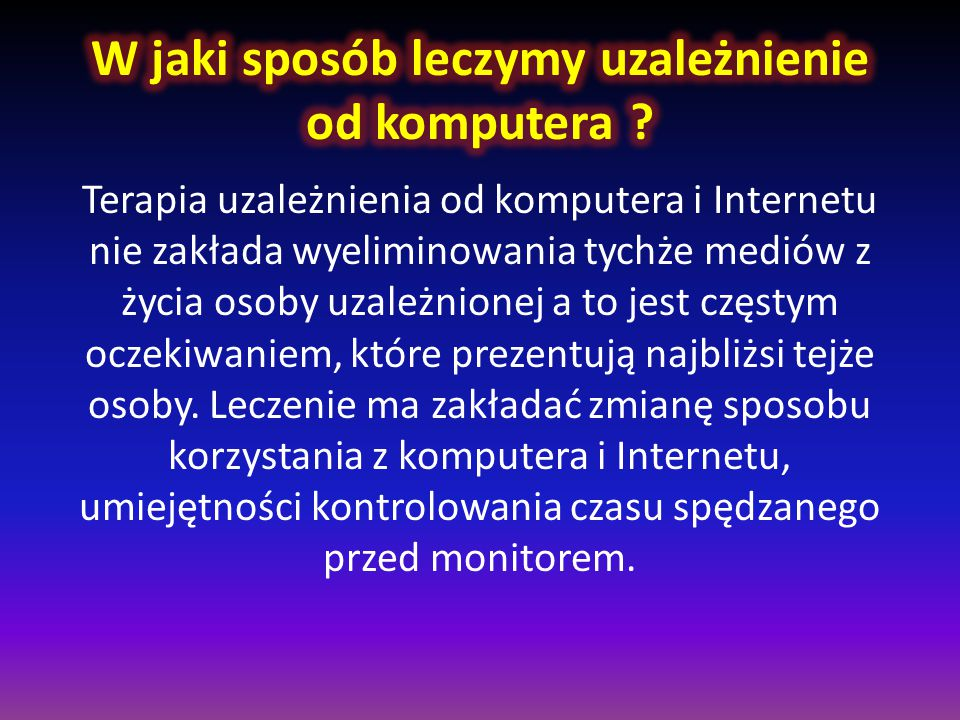 W jaki sposób leczymy uzależnienie
od komputera ?
Terapia uzależnienia od komputera i Internetu
nie zakłada wyeliminowania tychże mediów z
życia osoby uzależnionej a to jest częstym
oczekiwaniem, które prezentują najbliżsi tejże
osoby. Leczenie ma zakładać zmianę sposobu
korzystania z komputera i Internetu,
umiejętności kontrolowania czasu spędzanego
przed monitorem.